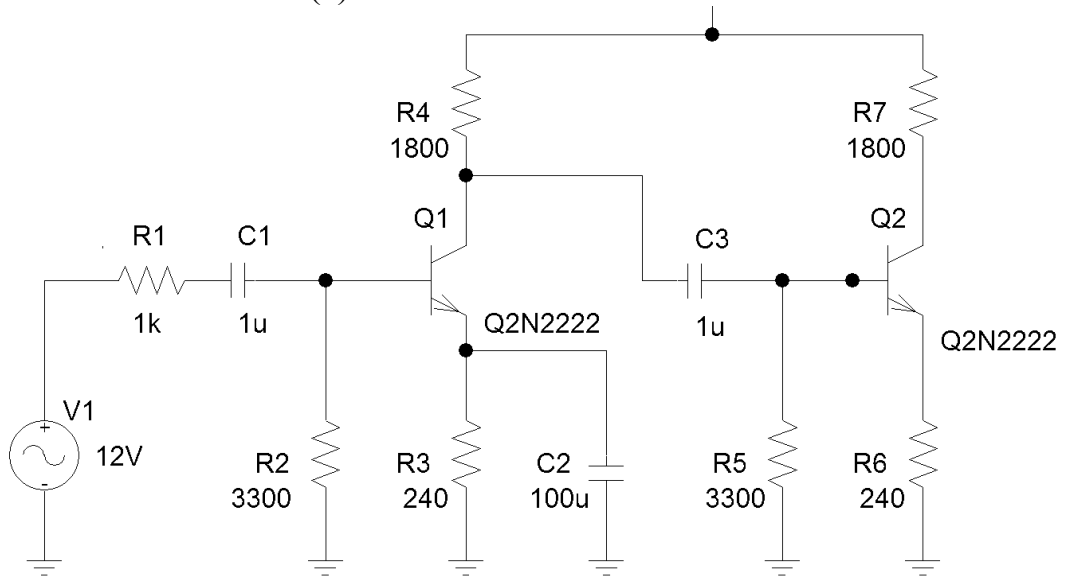 R4
1800
R7
1800
Q1
Q2
R1
C1
C3
1k
1u
Q2N2222
1u
Q2N2222
V1
+
12V
-
R2
3300
R3
240
C2
100u
R5
3300
R6
240